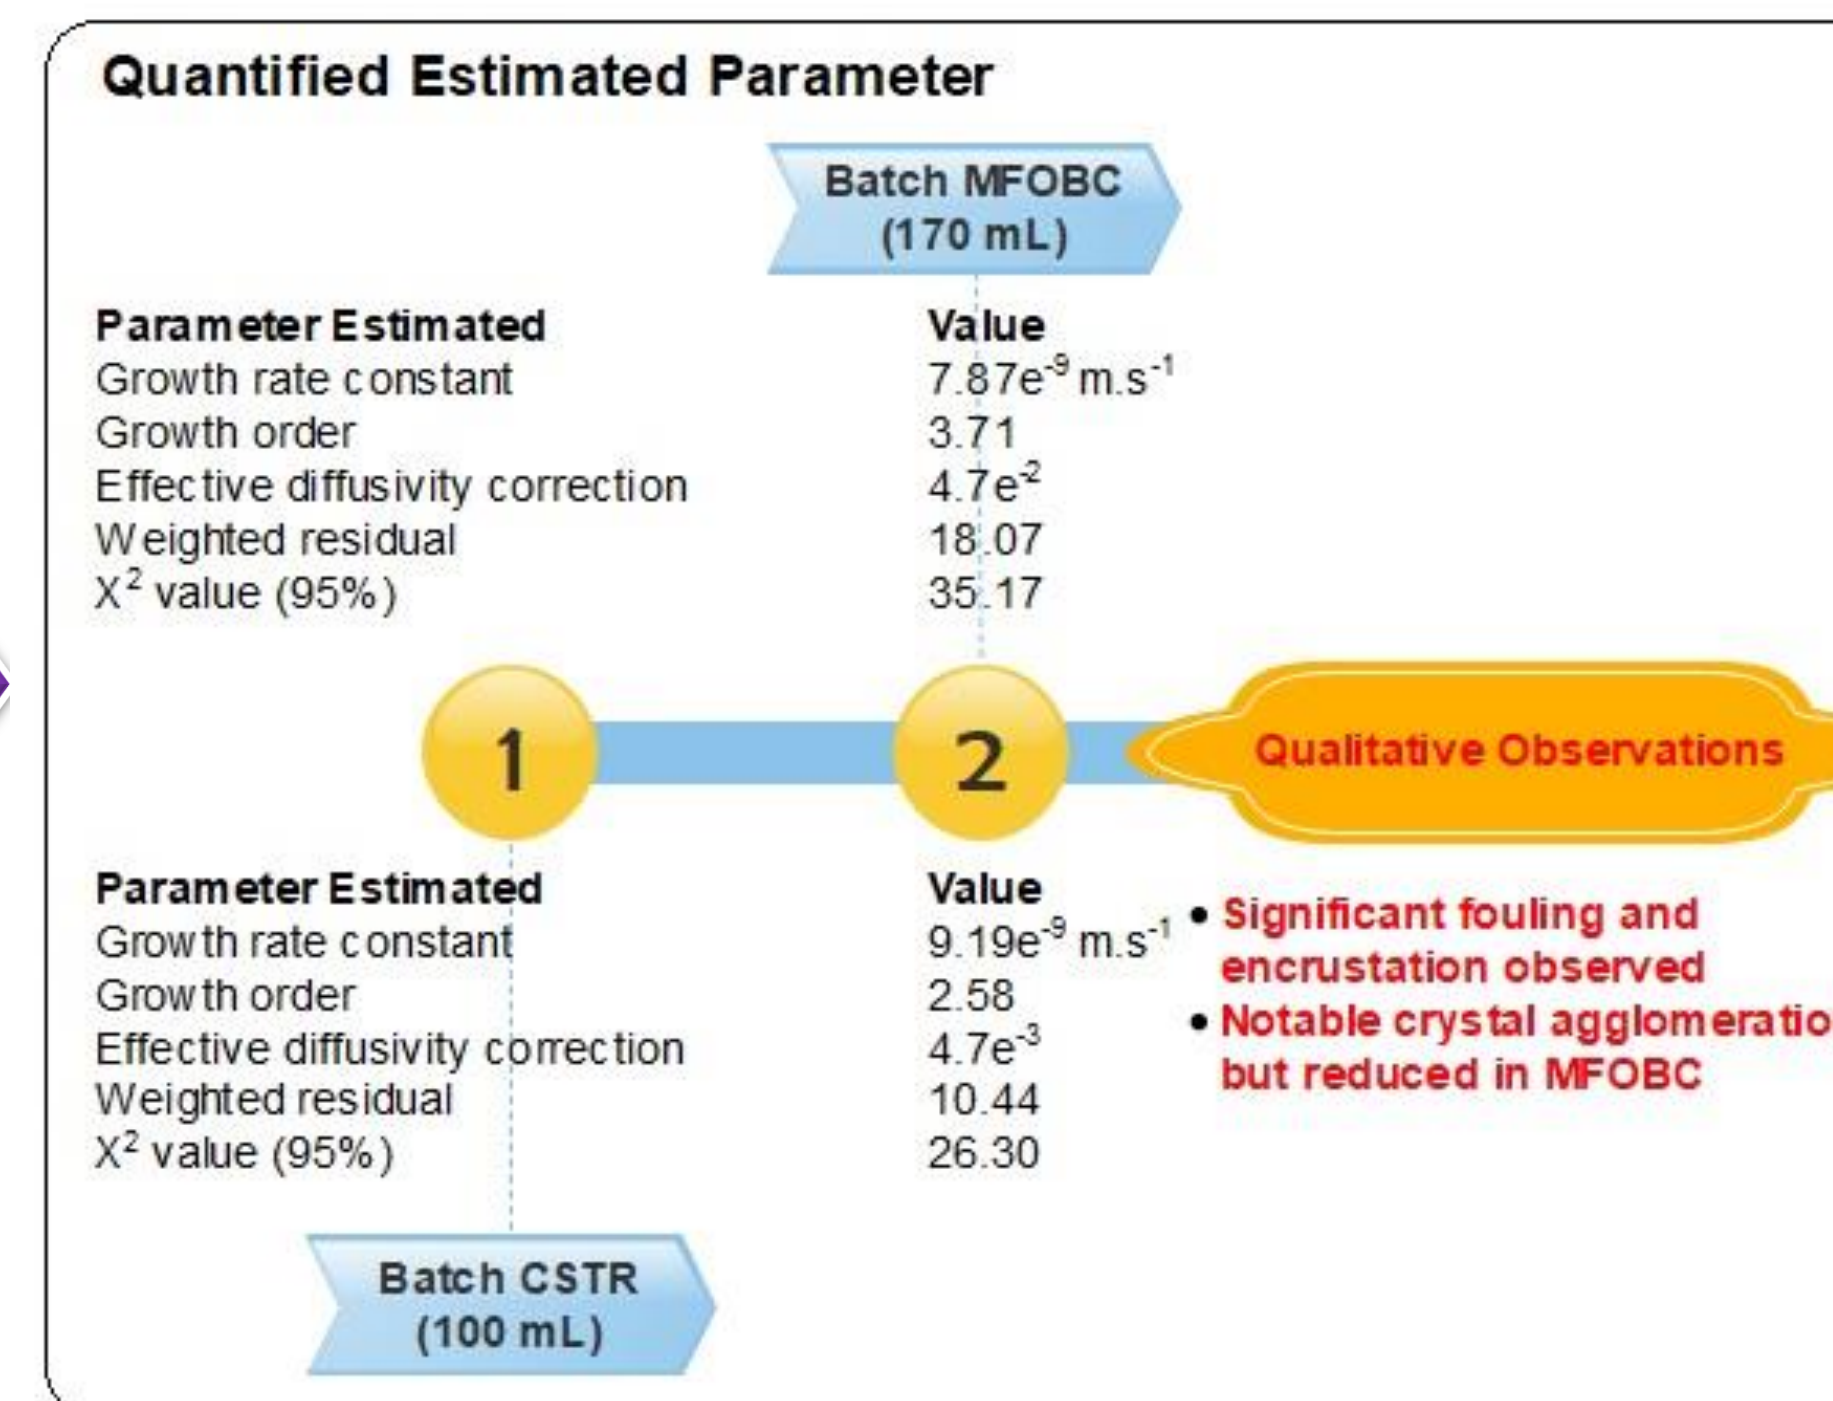 Quantified Estimated Parameter
Batch MFOBC
(170 mL)
Parameter Estimated Value
Growth rate constant 7.87e⁻⁹ m.s⁻¹
Growth order 3.71
Effective diffusivity correction 4.7e⁻²
Weighted residual 18.07
X² value (95%) 35.17
1 2 Qualitative Observations
Parameter Estimated Value
Growth rate constant 9.19e⁻⁹ m.s⁻¹
Growth order 2.58
Effective diffusivity correction 4.7e⁻³
Weighted residual 10.44
X² value (95%) 26.30
• Significant fouling and
encrustation observed
• Notable crystal agglomeratio
but reduced in MFOBC
Batch CSTR
(100 mL)